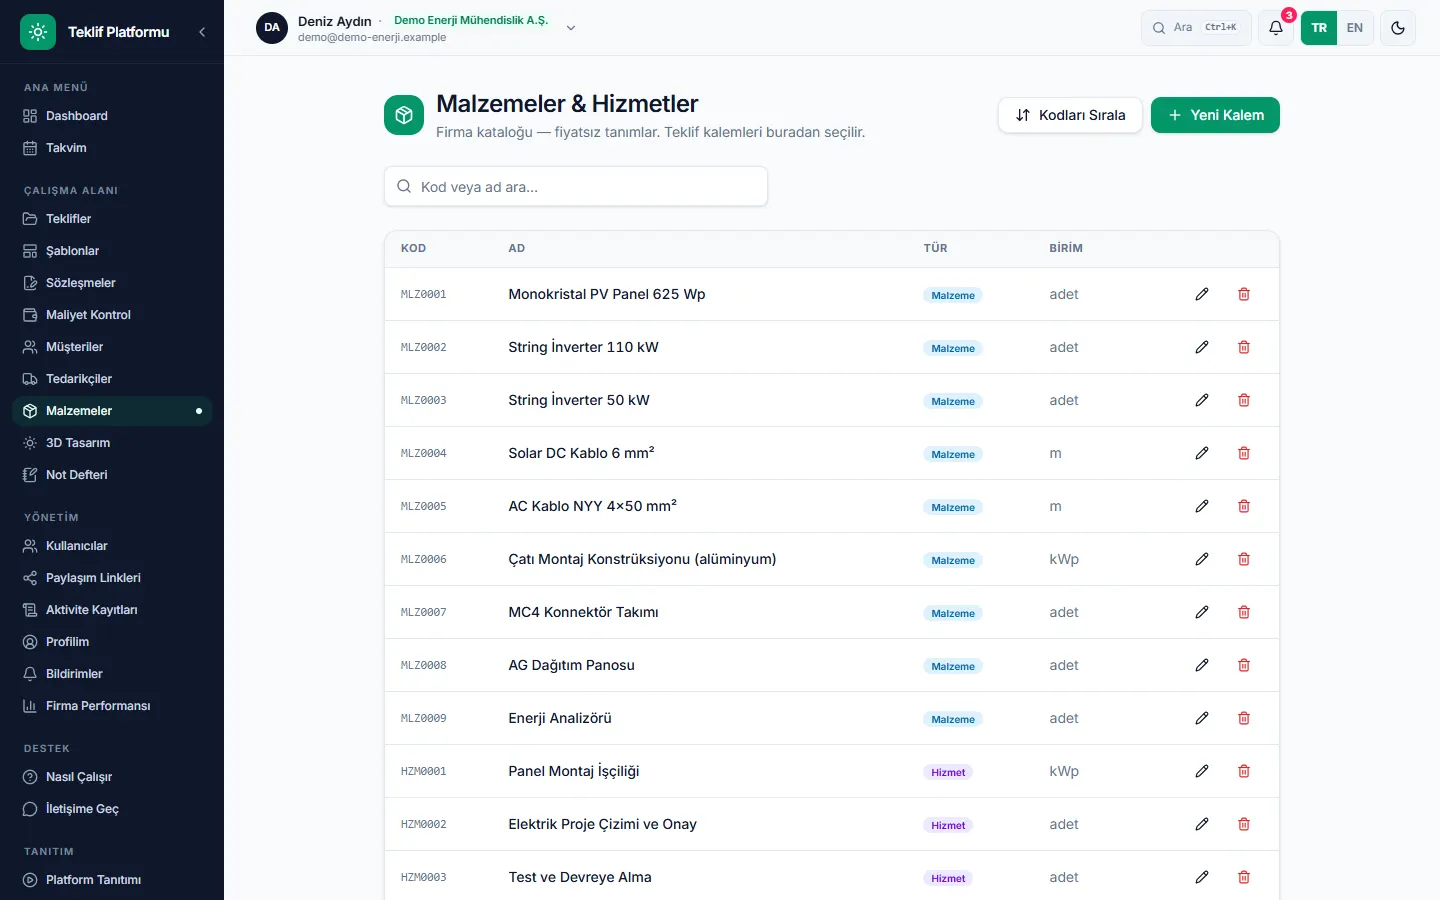 Teklif Platformu
ANA MENÜ
Dashboard
Takvim
ÇALIŞMA ALANI
Teklifler
Şablonlar
Sözleşmeler
Maliyet Kontrol
Müşteriler
Tedarikçiler
Malzemeler
3D Tasarım
Not Defteri
YÖNETİM
Kullanıcılar
Paylaşım Linkleri
Aktivite Kayıtları
Profilim
Bildirimler
Firma Performansı
DESTEK
Nasıl Çalışır
İletişime Geç
TANITIM
Platform Tanıtımı
DA
Deniz Aydın · Demo Enerji Mühendislik A.Ş.
demo@demo-enerji.example
Ara Ctrl+K
3
TR EN
Malzemeler & Hizmetler
Firma kataloğu — fiyatsız tanımlar. Teklif kalemleri buradan seçilir.
Kodları Sırala
Yeni Kalem
Kod veya ad ara...
KOD AD TÜR BİRİM
MLZ0001 Monokristal PV Panel 625 Wp Malzeme adet
MLZ0002 String İnverter 110 kW Malzeme adet
MLZ0003 String İnverter 50 kW Malzeme adet
MLZ0004 Solar DC Kablo 6 mm² Malzeme m
MLZ0005 AC Kablo NYY 4×50 mm² Malzeme m
MLZ0006 Çatı Montaj Konstrüksiyonu (alüminyum) Malzeme kWp
MLZ0007 MC4 Konnektör Takımı Malzeme adet
MLZ0008 AG Dağıtım Panosu Malzeme adet
MLZ0009 Enerji Analizörü Malzeme adet
HZM0001 Panel Montaj İşçiliği Hizmet kWp
HZM0002 Elektrik Proje Çizimi ve Onay Hizmet adet
HZM0003 Test ve Devreye Alma Hizmet adet